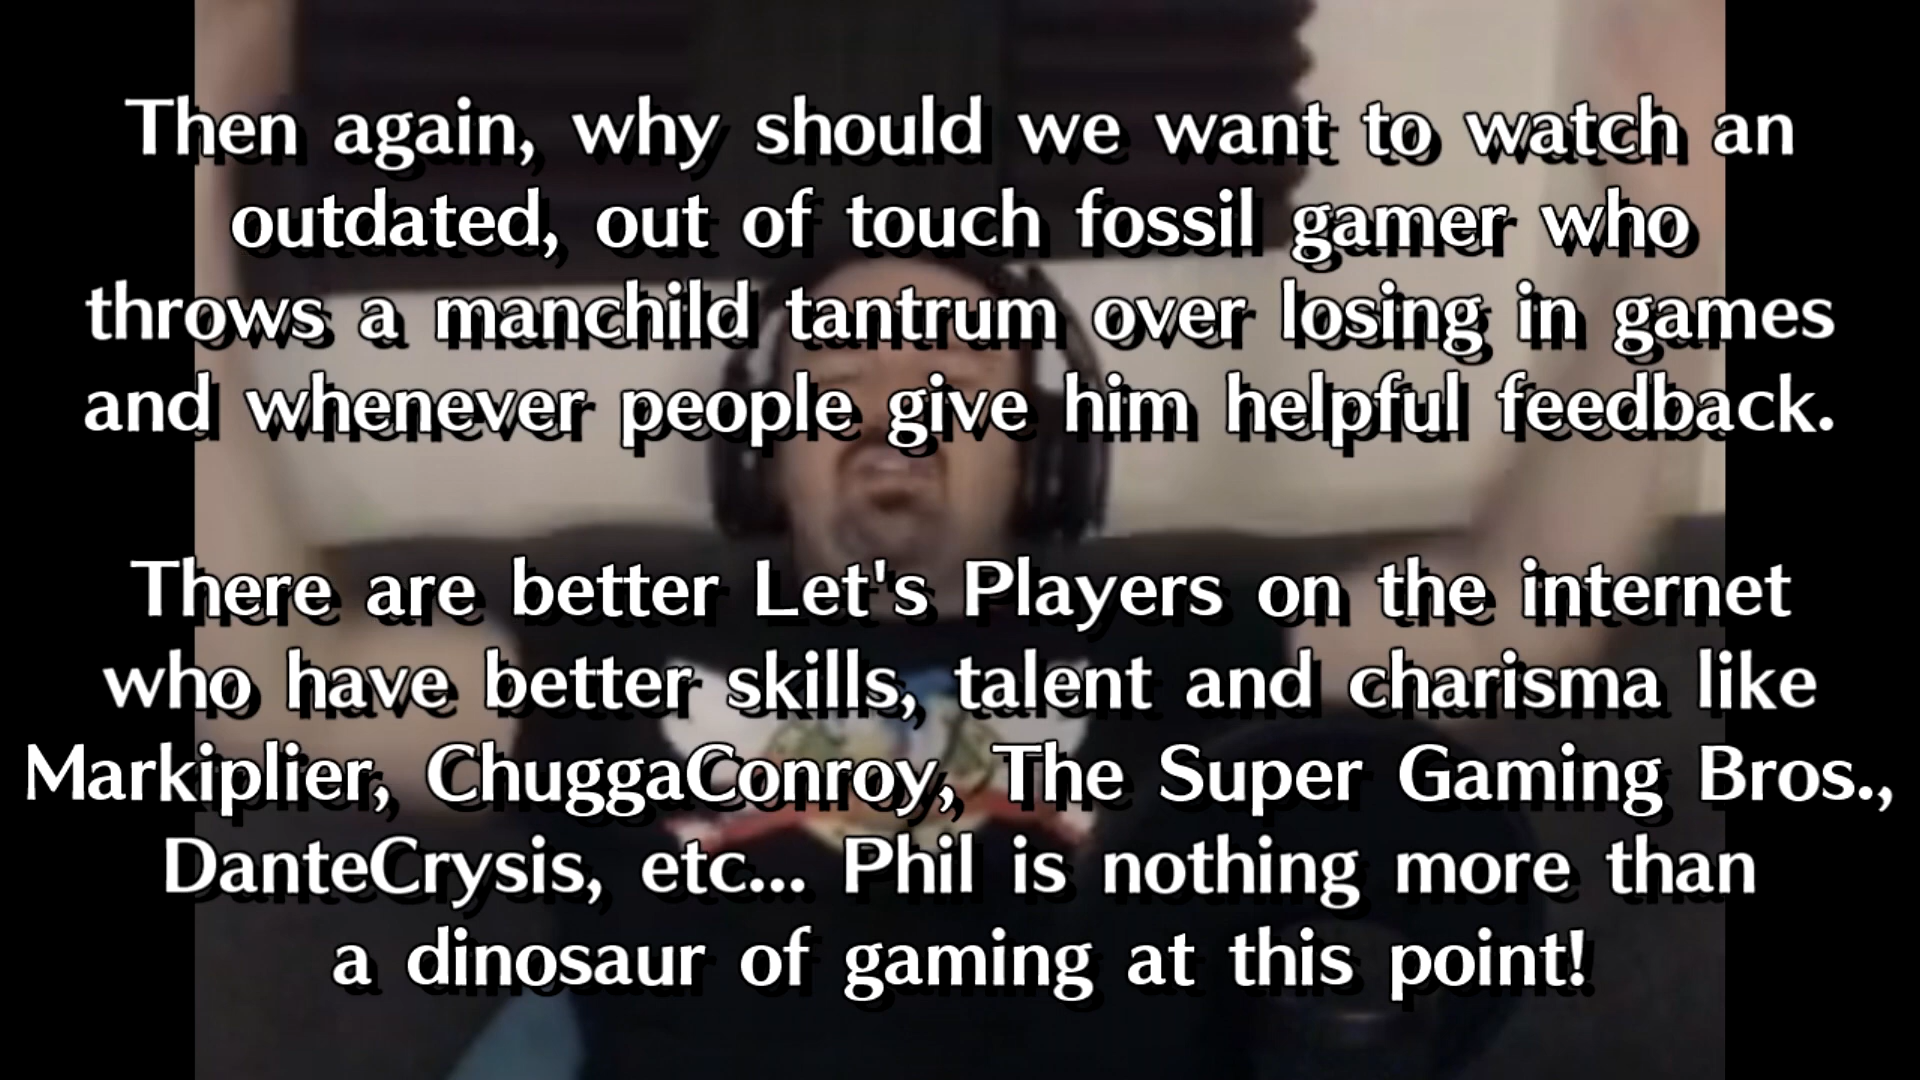 Then again, why should we want to watch an
outdated, out of touch fossil gamer who
throws a manchild tantrum over losing in games
and whenever people give him helpful feedback.
There are better Let's Players on the internet
who have better skills, talent and charisma like
Markiplier, ChuggaConroy, The Super Gaming Bros.,
DanteCrysis, etc... Phil is nothing more than
a dinosaur of gaming at this point!